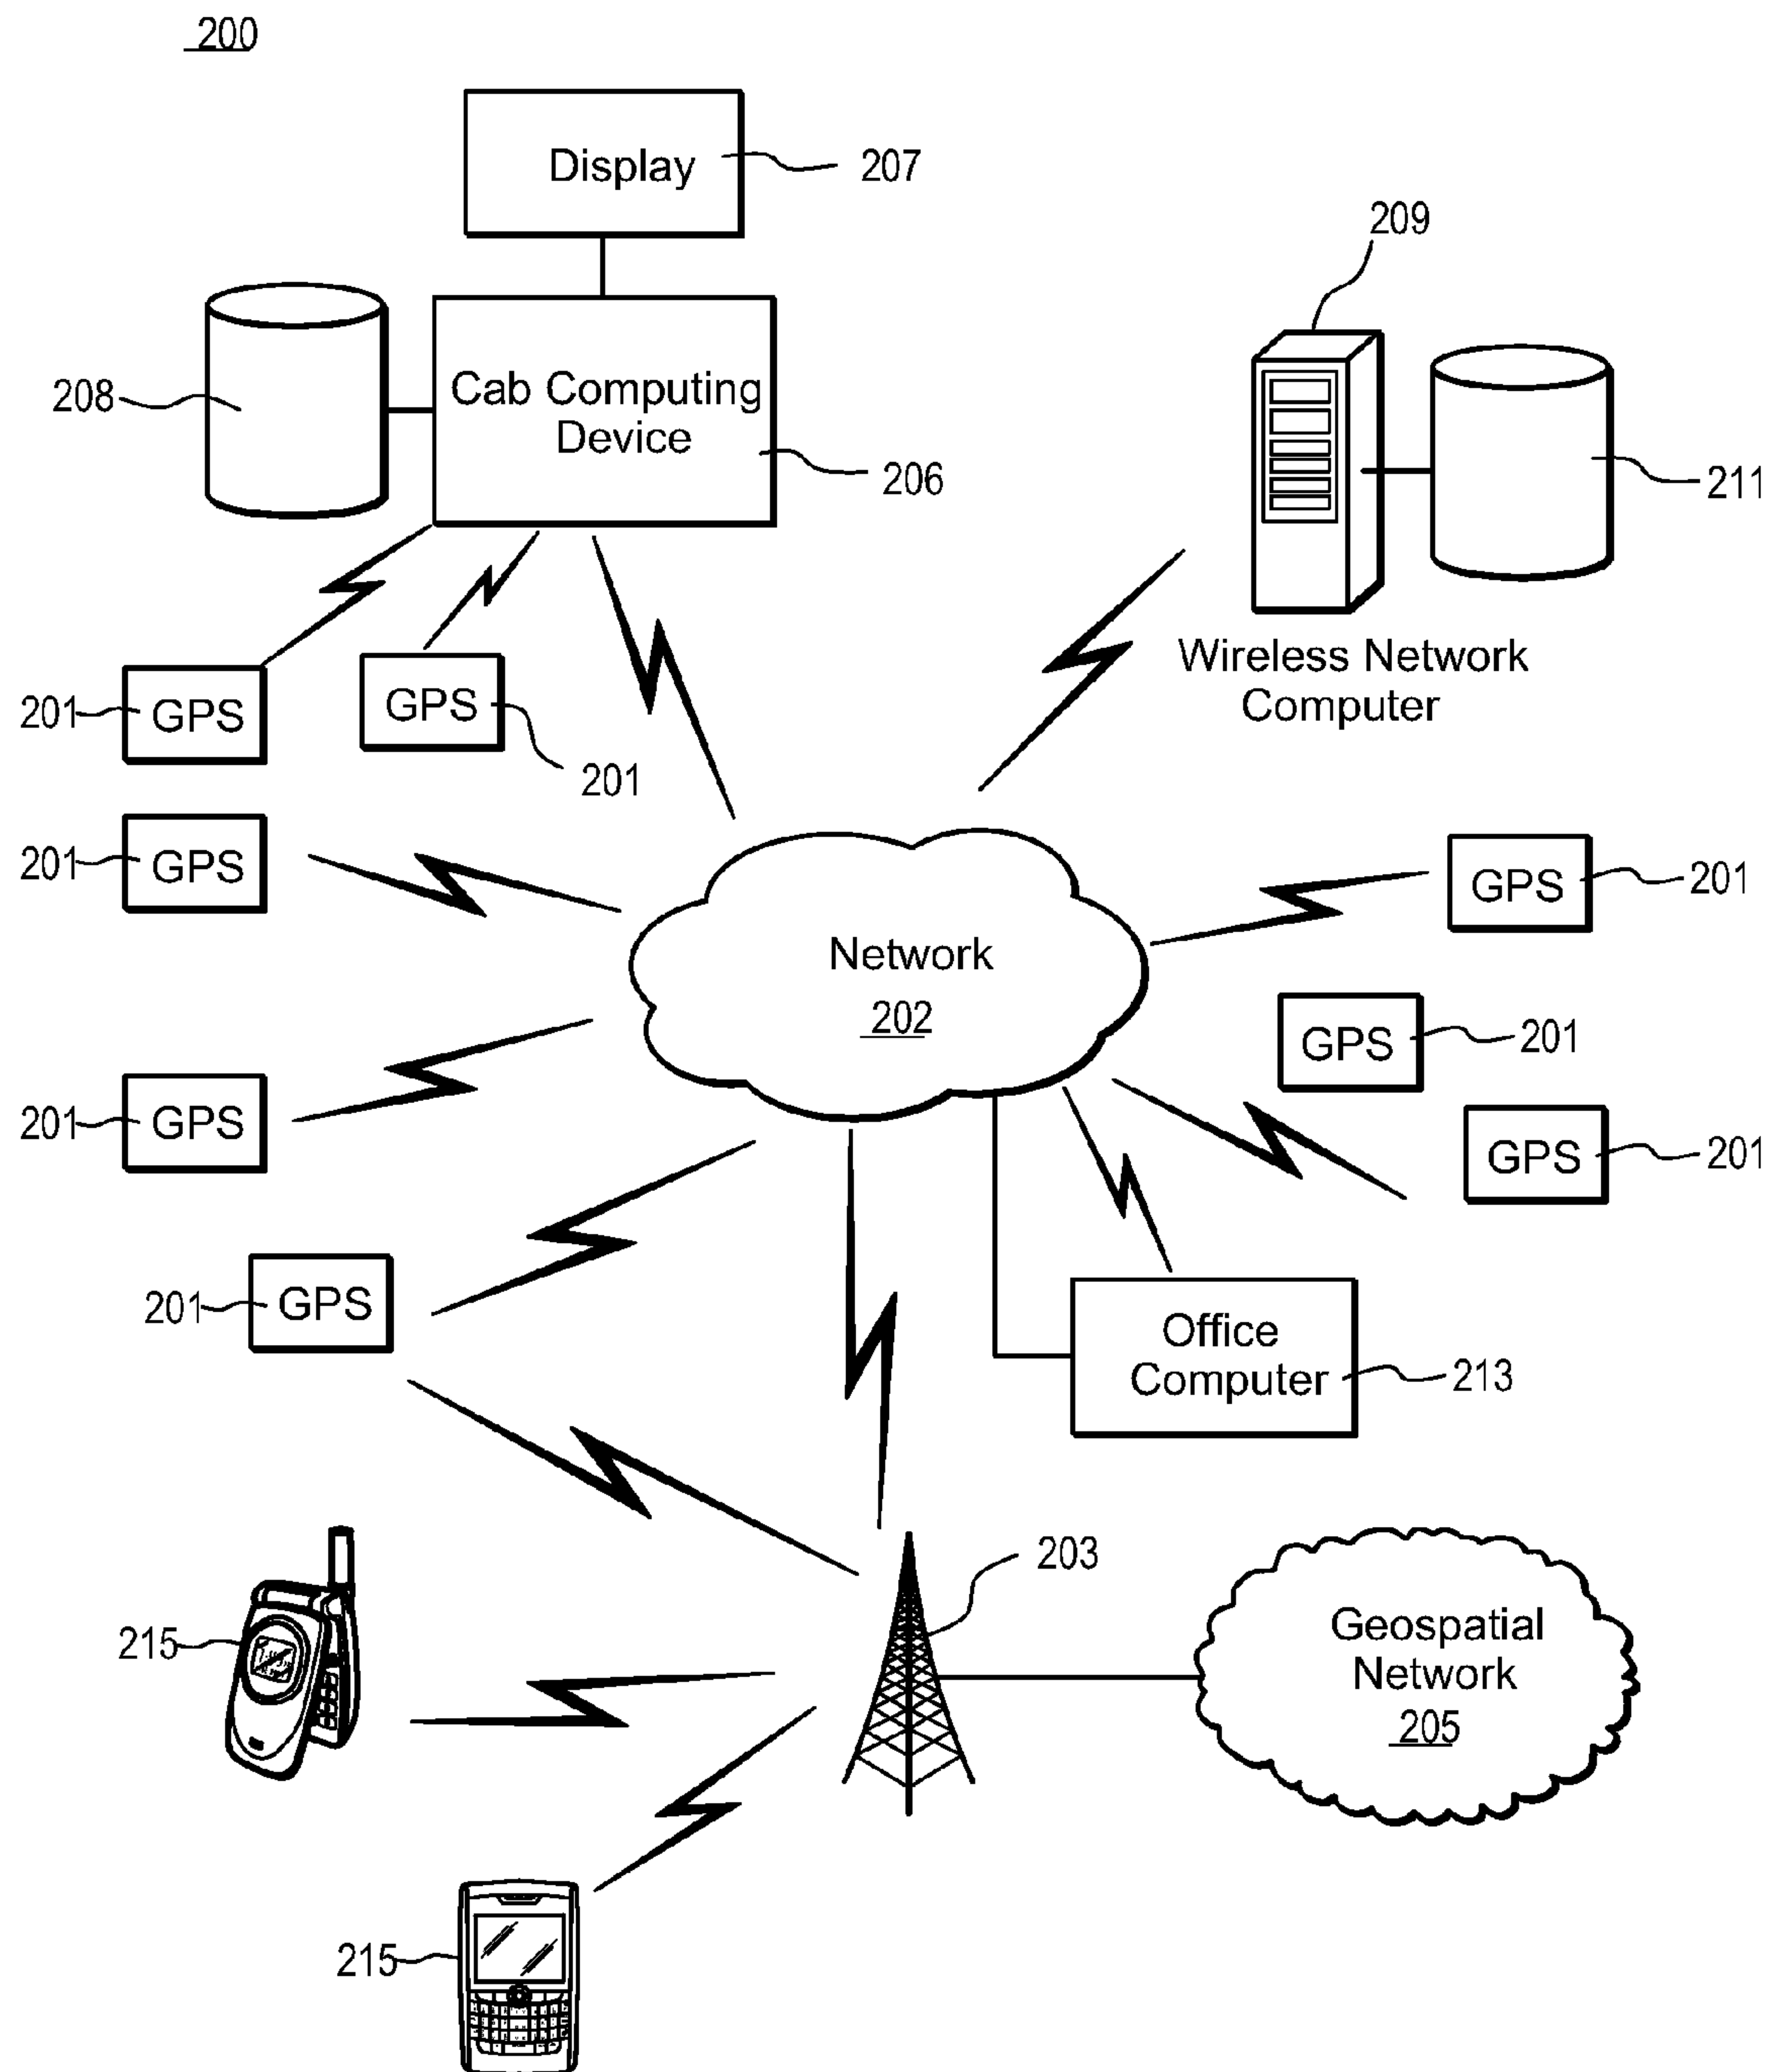 200
Display
207
209
208
Cab Computing
Device
206
211
Wireless Network
Computer
201
GPS
GPS
201
201
GPS
GPS
201
Network
202
GPS
201
201
GPS
GPS
201
201
GPS
Office
Computer
213
203
215
Geospatial
Network
205
215